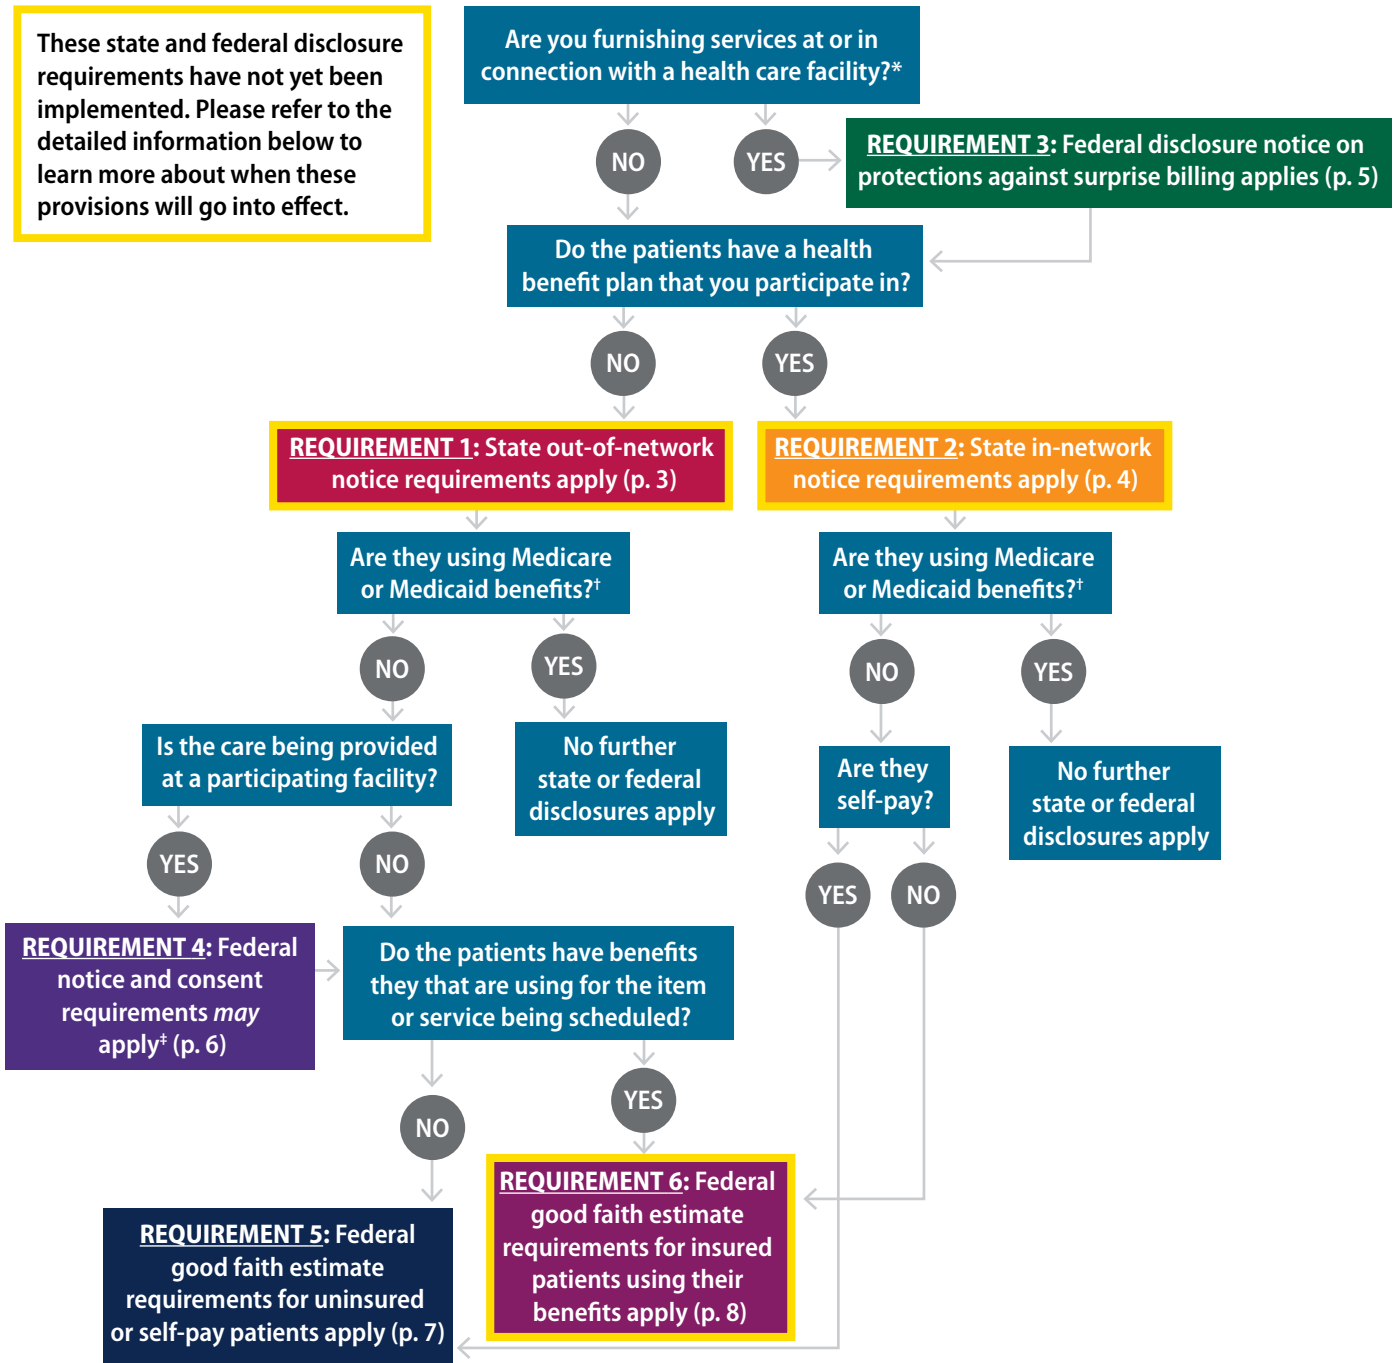 These state and federal disclosure
requirements have not yet been
implemented. Please refer to the
detailed information below to
learn more about when these
provisions will go into effect.
Are you furnishing services at or in
connection with a health care facility?*
NO
YES
REQUIREMENT 3: Federal disclosure notice on
protections against surprise billing applies (p. 5)
Do the patients have a health
benefit plan that you participate in?
NO
YES
REQUIREMENT 1: State out-of-network
notice requirements apply (p. 3)
REQUIREMENT 2: State in-network
notice requirements apply (p. 4)
Are they using Medicare
or Medicaid benefits?†
Are they using Medicare
or Medicaid benefits?†
NO
YES
NO
YES
Is the care being provided
at a participating facility?
No further
state or federal
disclosures apply
Are they
self-pay?
No further
state or federal
disclosures apply
YES
NO
YES
NO
REQUIREMENT 4: Federal
notice and consent
requirements may
apply‡ (p. 6)
Do the patients have benefits
they that are using for the item
or service being scheduled?
NO
YES
REQUIREMENT 5: Federal
good faith estimate
requirements for uninsured
or self-pay patients apply (p. 7)
REQUIREMENT 6: Federal
good faith estimate
requirements for insured
patients using their
benefits apply (p. 8)